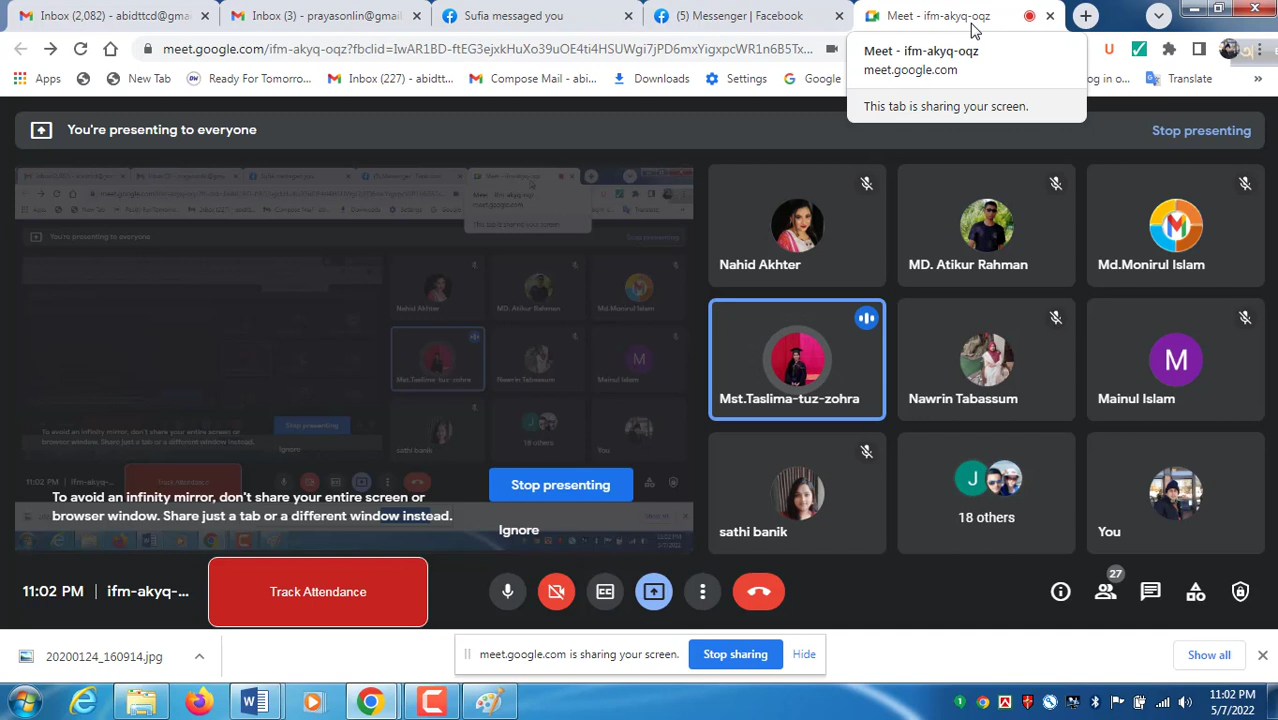 Inbox (2,082) - abidttcd@gmai
Inbox (3) - prayasonlin@gmail.
Sufia messaged you
(5) Messenger | Facebook
Meet - ifm-akyq-oqz
meet.google.com/ifm-akyq-oqz?fbclid=IwAR1BD-ftEG3ejxkHuXo39uOE4ti4HSUWgi7PD6mxYigxpcWR1n6B5Txu...
Apps
New Tab
Ready For Tomorro...
Inbox (227) - abidtt...
Compose Mail - abi...
Downloads
Settings
Google
og in o...
Translate
Meet - ifm-akyq-oqz
meet.google.com
This tab is sharing your screen.
You're presenting to everyone
Stop presenting
Nahid Akhter
MD. Atikur Rahman
Md.Monirul Islam
Mst.Taslima-tuz-zohra
Nawrin Tabassum
M
Mainul Islam
sathi banik
J
18 others
You
To avoid an infinity mirror, don't share your entire screen or
browser window. Share just a tab or a different window instead.
Stop presenting
Ignore
11:02 PM | ifm-akyq-...
Track Attendance
27
20200124_160914.jpg
meet.google.com is sharing your screen.
Stop sharing
Hide
Show all
11:02 PM
5/7/2022